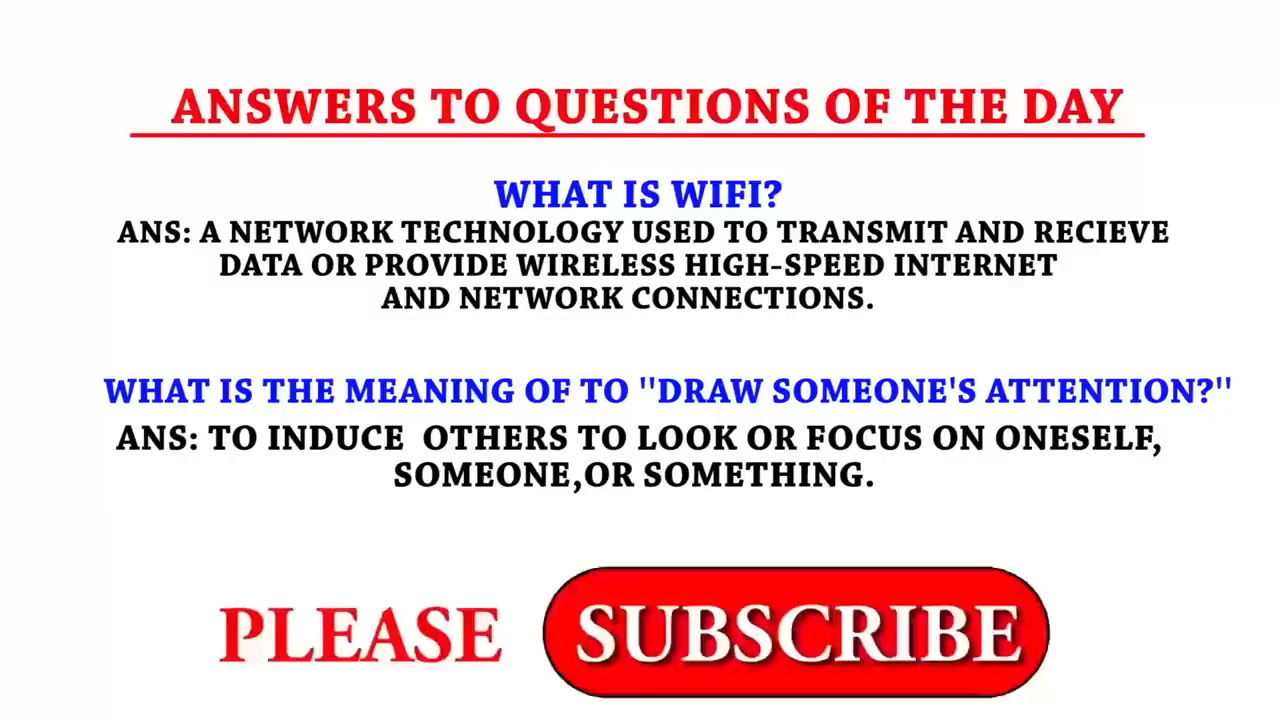 ANSWERS TO QUESTIONS OF THE DAY
WHAT IS WIFI?
ANS: A NETWORK TECHNOLOGY USED TO TRANSMIT AND RECIEVE
DATA OR PROVIDE WIRELESS HIGH-SPEED INTERNET
AND NETWORK CONNECTIONS.
WHAT IS THE MEANING OF TO "DRAW SOMEONE'S ATTENTION?"
ANS: TO INDUCE  OTHERS TO LOOK OR FOCUS ON ONESELF,
SOMEONE,OR SOMETHING.
PLEASE SUBSCRIBE